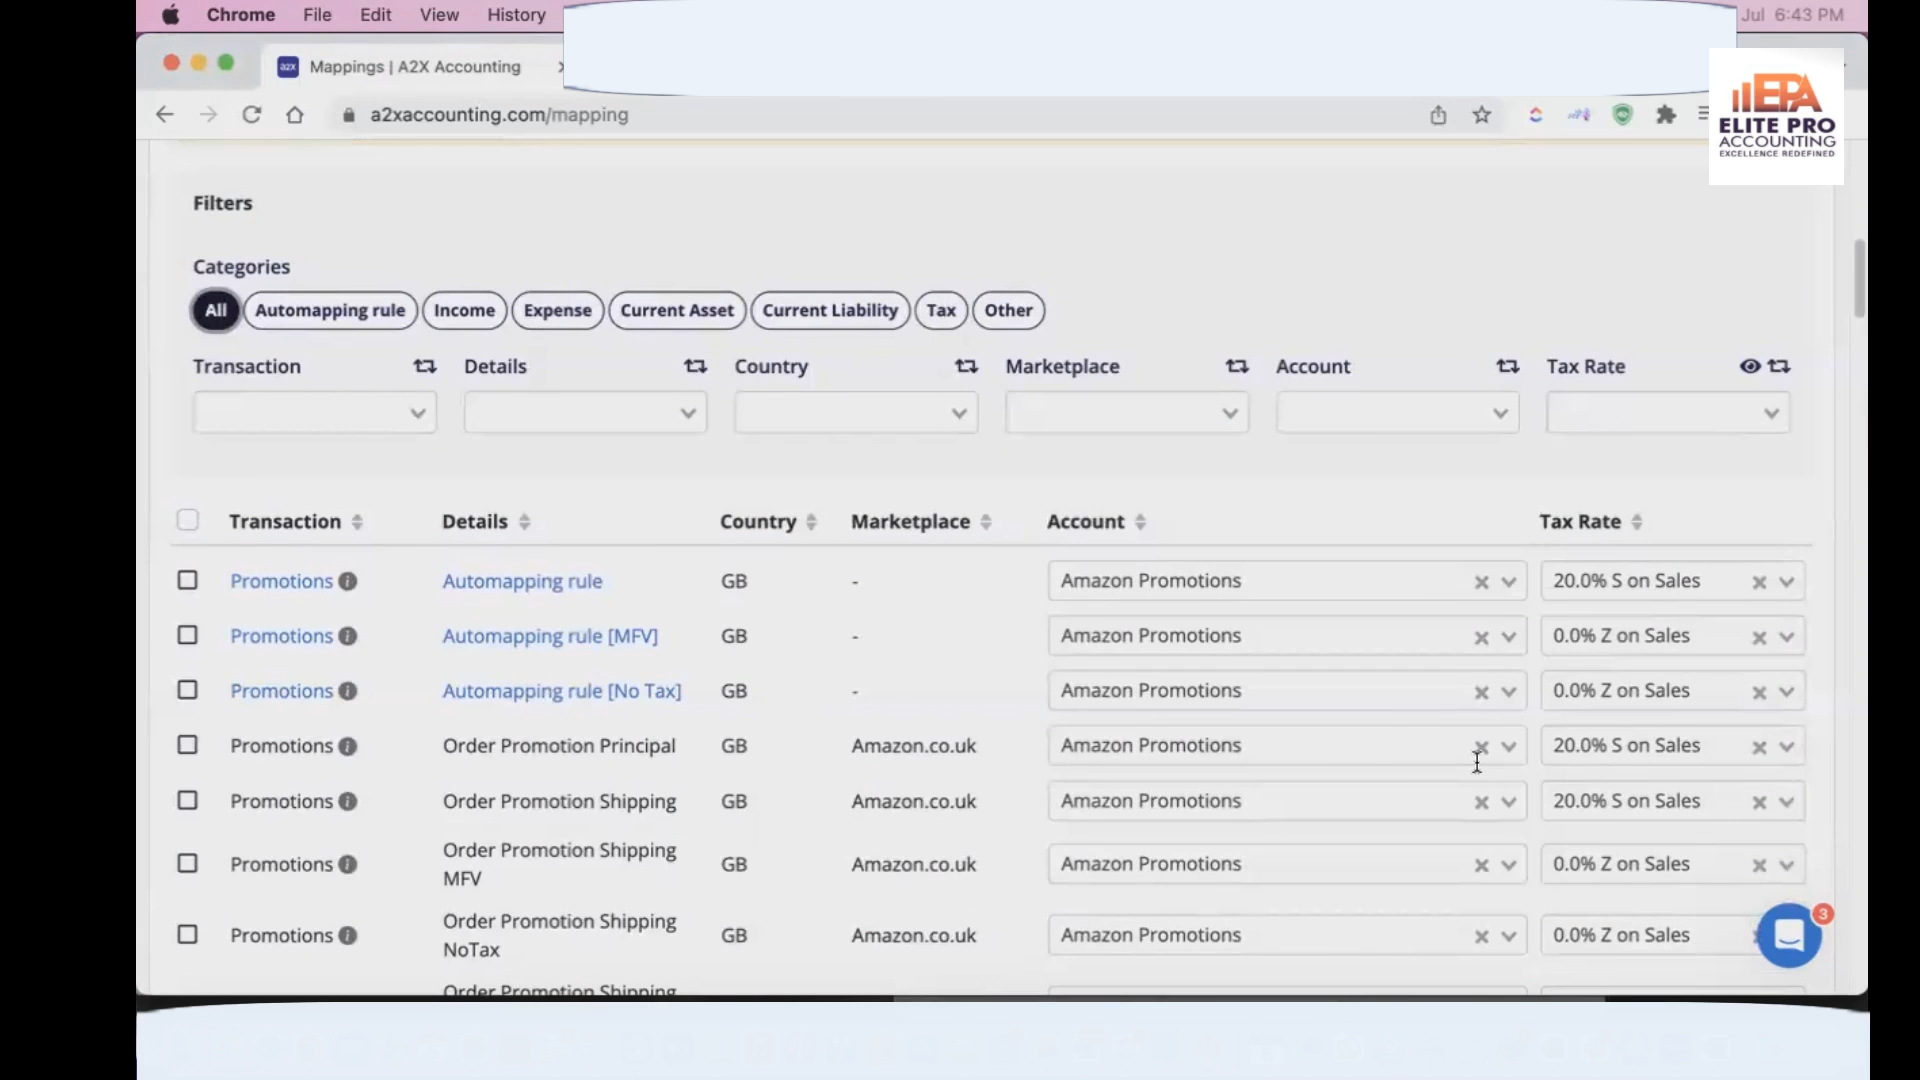 Chrome File Edit View History
Jul 6:43 PM
a2x Mappings | A2X Accounting
a2xaccounting.com/mapping
EPA
ELITE PRO
ACCOUNTING
EXCELLENCE REDEFINED
Filters
Categories
All Automapping rule Income Expense Current Asset Current Liability Tax Other
Transaction Details Country Marketplace Account Tax Rate
Transaction Details Country Marketplace Account Tax Rate
Promotions Automapping rule GB - Amazon Promotions 20.0% S on Sales
Promotions Automapping rule [MFV] GB - Amazon Promotions 0.0% Z on Sales
Promotions Automapping rule [No Tax] GB - Amazon Promotions 0.0% Z on Sales
Promotions Order Promotion Principal GB Amazon.co.uk Amazon Promotions 20.0% S on Sales
Promotions Order Promotion Shipping GB Amazon.co.uk Amazon Promotions 20.0% S on Sales
Promotions Order Promotion Shipping GB Amazon.co.uk Amazon Promotions 0.0% Z on Sales
MFV
Promotions Order Promotion Shipping GB Amazon.co.uk Amazon Promotions 0.0% Z on Sales
NoTax
3
Order Promotion Shipping